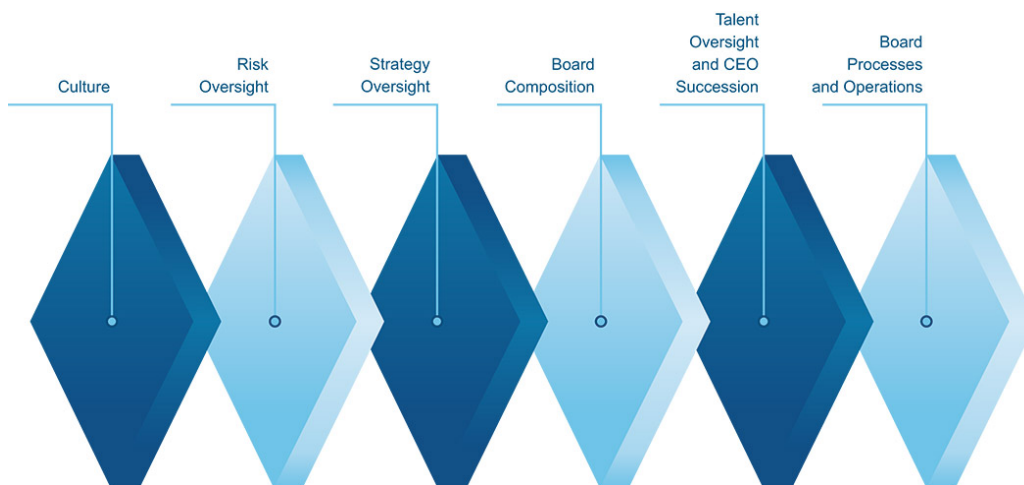 Culture
Risk
Oversight
Strategy
Oversight
Board
Composition
Talent
Oversight
and CEO
Succession
Board
Processes
and Operations